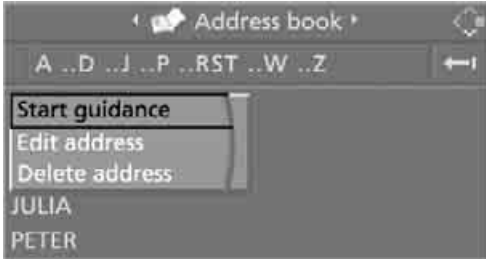 Address book
A ..D ..J ..P ..RST ..W ..Z
Start guidance
Edit address
Delete address
JULIA
PETER